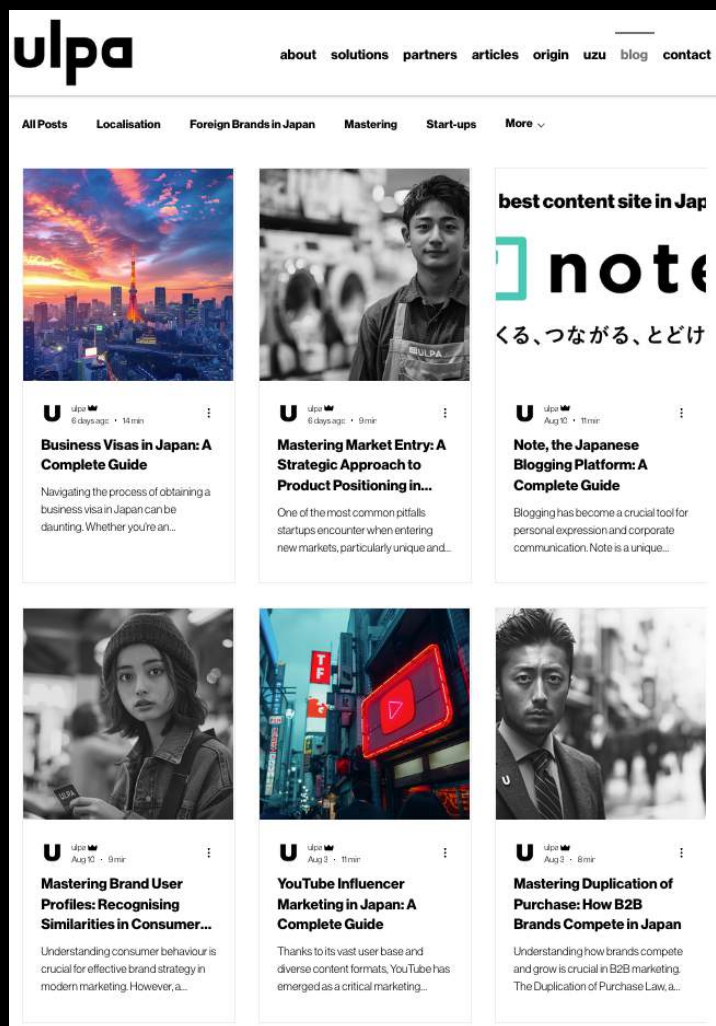 ulpa
about solutions partners articles origin uzu blog contact
All Posts Localisation Foreign Brands in Japan Mastering Start-ups More
best content site in Jap
note
くる、つながる、とどけ
ULPA
U ulpa
6 days ago · 14 min
Business Visas in Japan: A
Complete Guide
Navigating the process of obtaining a
business visa in Japan can be
daunting. Whether you're an...
U ulpa
6 days ago · 9 min
Mastering Market Entry: A
Strategic Approach to
Product Positioning in...
One of the most common pitfalls
startups encounter when entering
new markets, particularly unique and...
U ulpa
Aug 10 · 11 min
Note, the Japanese
Blogging Platform: A
Complete Guide
Blogging has become a crucial tool for
personal expression and corporate
communication. Note is a unique...
ULPA
TF
U
U ulpa
Aug 10 · 9 min
Mastering Brand User
Profiles: Recognising
Similarities in Consumer...
Understanding consumer behaviour is
crucial for effective brand strategy in
modern marketing. However, a...
U ulpa
Aug 3 · 11 min
YouTube Influencer
Marketing in Japan: A
Complete Guide
Thanks to its vast user base and
diverse content formats, YouTube has
emerged as a critical marketing...
U ulpa
Aug 3 · 8 min
Mastering Duplication of
Purchase: How B2B
Brands Compete in Japan
Understanding how brands compete
and grow is crucial in B2B marketing.
The Duplication of Purchase Law, a...